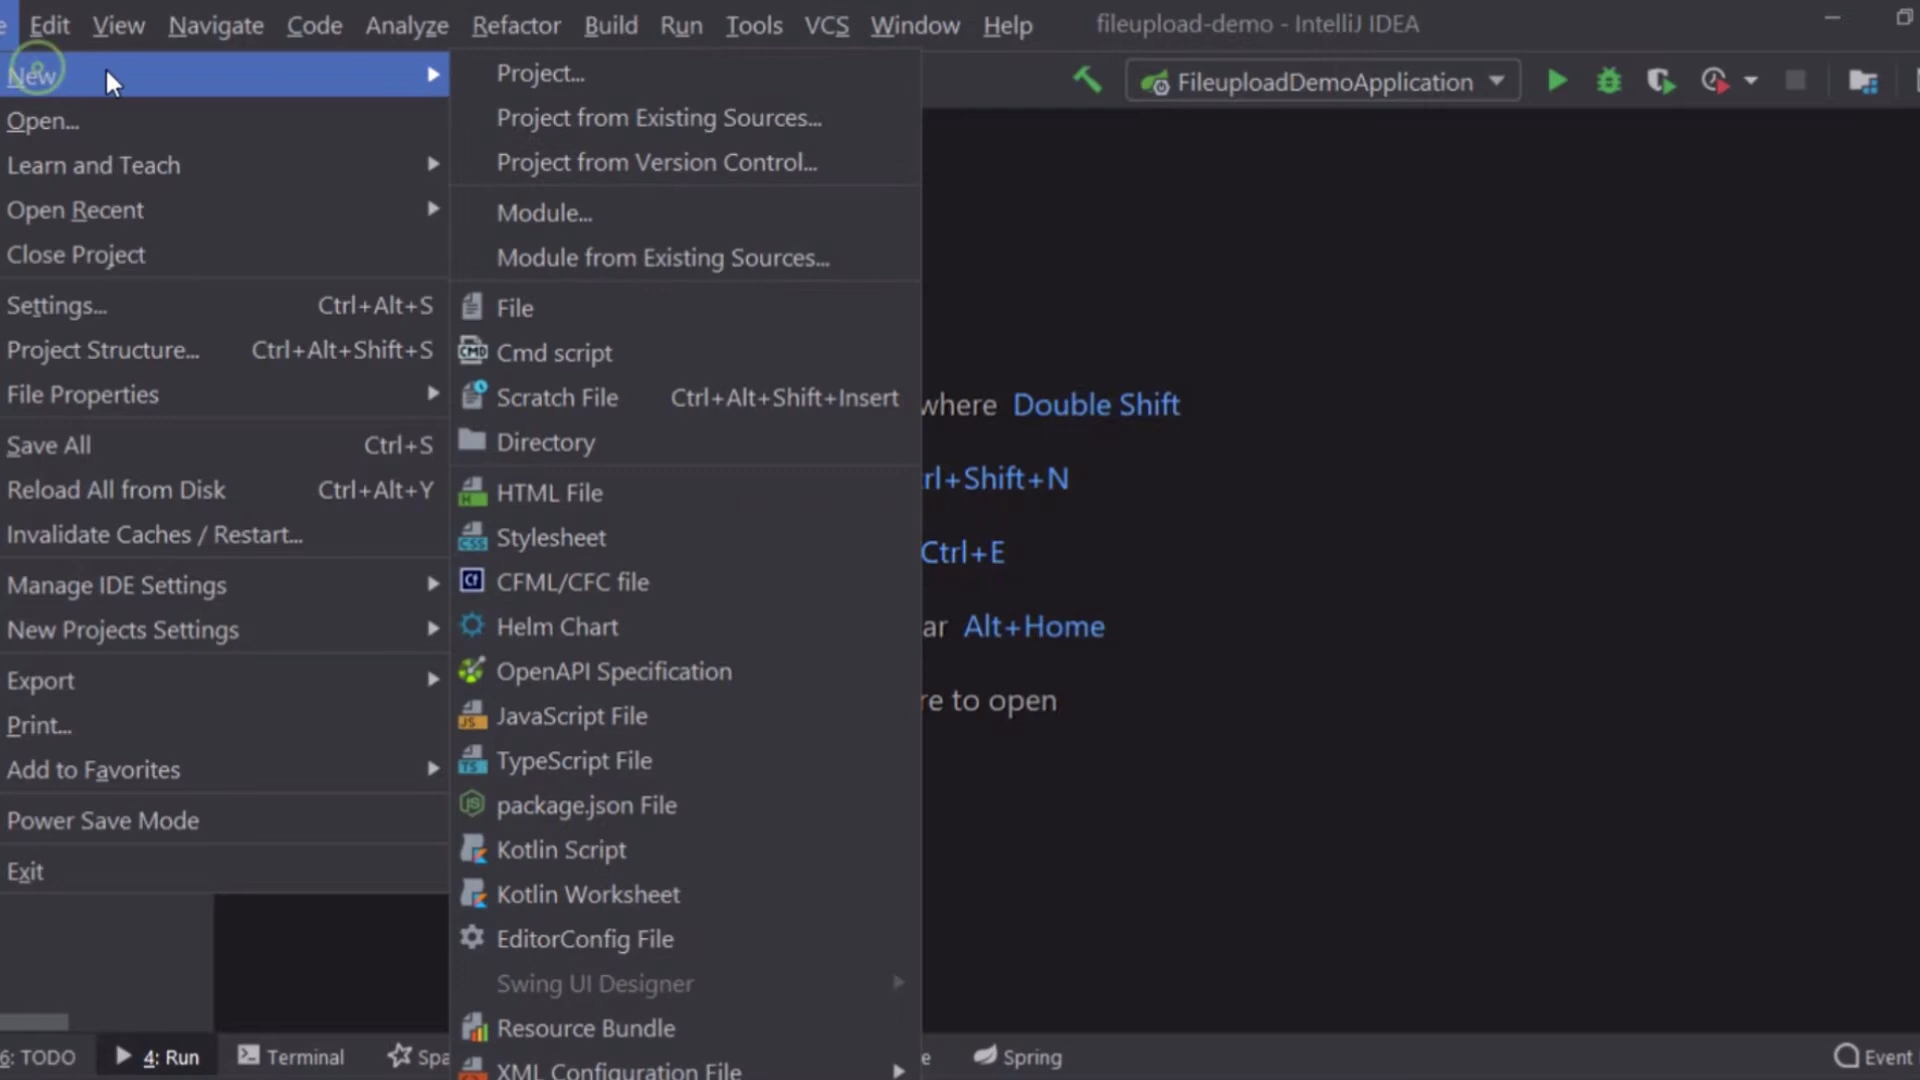 Edit View Navigate Code Analyze Refactor Build Run Tools VCS Window Help fileupload-demo - IntelliJ IDEA
FileuploadDemoApplication
New
Open...
Learn and Teach
Open Recent
Close Project
Settings... Ctrl+Alt+S
Project Structure... Ctrl+Alt+Shift+S
File Properties
Save All Ctrl+S
Reload All from Disk Ctrl+Alt+Y
Invalidate Caches / Restart...
Manage IDE Settings
New Projects Settings
Export
Print...
Add to Favorites
Power Save Mode
Exit
Project...
Project from Existing Sources...
Project from Version Control...
Module...
Module from Existing Sources...
File
CMD Cmd script
Scratch File Ctrl+Alt+Shift+Insert
Directory
H HTML File
CSS Stylesheet
Cf CFML/CFC file
Helm Chart
OpenAPI Specification
JS JavaScript File
TS TypeScript File
JS package.json File
Kotlin Script
Kotlin Worksheet
EditorConfig File
Swing UI Designer
Resource Bundle
XML Configuration File
where Double Shift
rl+Shift+N
Ctrl+E
ar Alt+Home
re to open
6: TODO 4: Run Terminal Spa e Spring Event